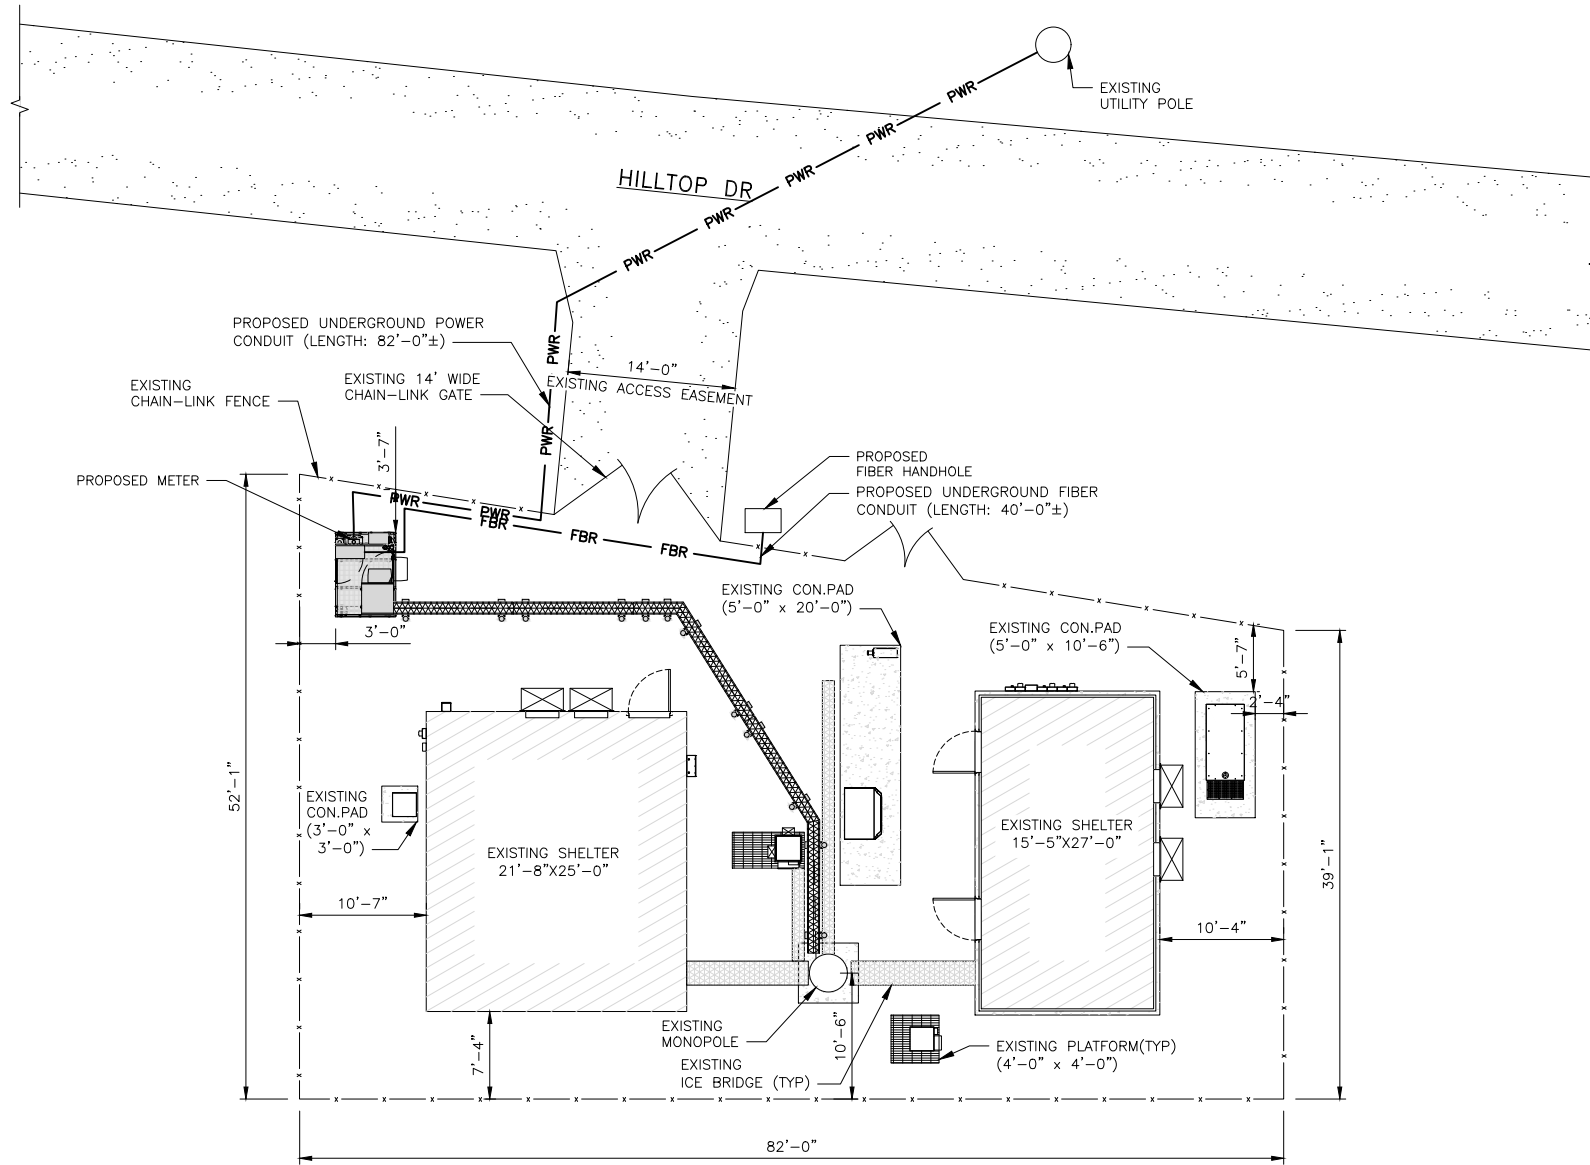 EXISTING
UTILITY POLE
PWR
PWR
PWR
HILLTOP DR
PWR
PWR
PROPOSED UNDERGROUND POWER
CONDUIT (LENGTH: 82'-0"±)
PWR
EXISTING 14' WIDE
CHAIN-LINK GATE
14'-0"
EXISTING ACCESS EASEMENT
EXISTING
CHAIN-LINK FENCE
PWR
3'-7"
PROPOSED METER
PROPOSED
FIBER HANDHOLE
PROPOSED UNDERGROUND FIBER
CONDUIT (LENGTH: 40'-0"±)
PWR
PWR
FBR
FBR
FBR
EXISTING CON.PAD
(5'-0" x 20'-0")
EXISTING CON.PAD
(5'-0" x 10'-6")
3'-0"
5'-7"
2'-4"
52'-1"
EXISTING
CON.PAD
(3'-0" x
3'-0")
EXISTING SHELTER
21'-8"X25'-0"
EXISTING SHELTER
15'-5"X27'-0"
39'-1"
10'-7"
10'-4"
EXISTING
MONOPOLE
10'-6"
7'-4"
EXISTING
ICE BRIDGE (TYP)
EXISTING PLATFORM(TYP)
(4'-0" x 4'-0")
82'-0"
x x x x x x x x x x x x x x x x x x x x